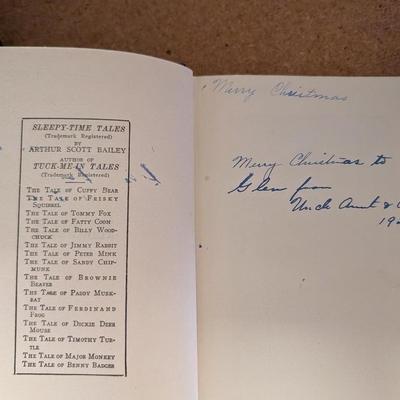 SLEEPY-TIME TALES
(Trademark Registered)
BY
ARTHUR SCOTT BAILEY
AUTHOR OF
TUCK-ME-IN TALES
(Trademark Registered)
THE TALE OF CUFFY BEAR
THE TALE OF FRISKY
SQUIRREL
THE TALE OF TOMMY FOX
THE TALE OF FATTY COON
THE TALE OF BILLY WOOD-
CHUCK
THE TALE OF JIMMY RABBIT
THE TALE OF PETER MINK
THE TALE OF SANDY CHIP-
MUNK
THE TALE OF BROWNIE
BEAVER
THE TALE OF PADDY MUSK-
RAT
THE TALE OF FERDINAND
FROG
THE TALE OF DICKIE DEER
MOUSE
THE TALE OF TIMOTHY TUR-
TLE
THE TALE OF MAJOR MONKEY
THE TALE OF BENNY BADGER
Merry Christmas
Merry Christmas to
Glen from
Uncle Aunt &